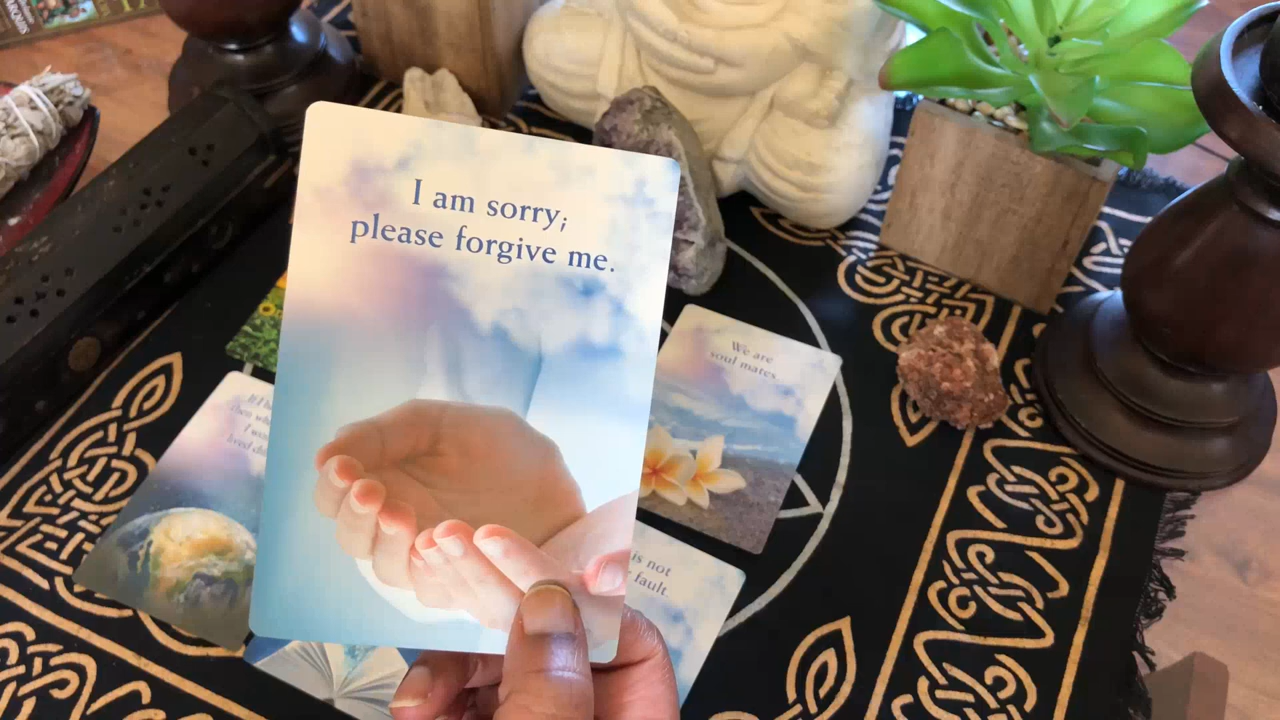 I am sorry;
please forgive me.
We are
soul mates
is not
fault.